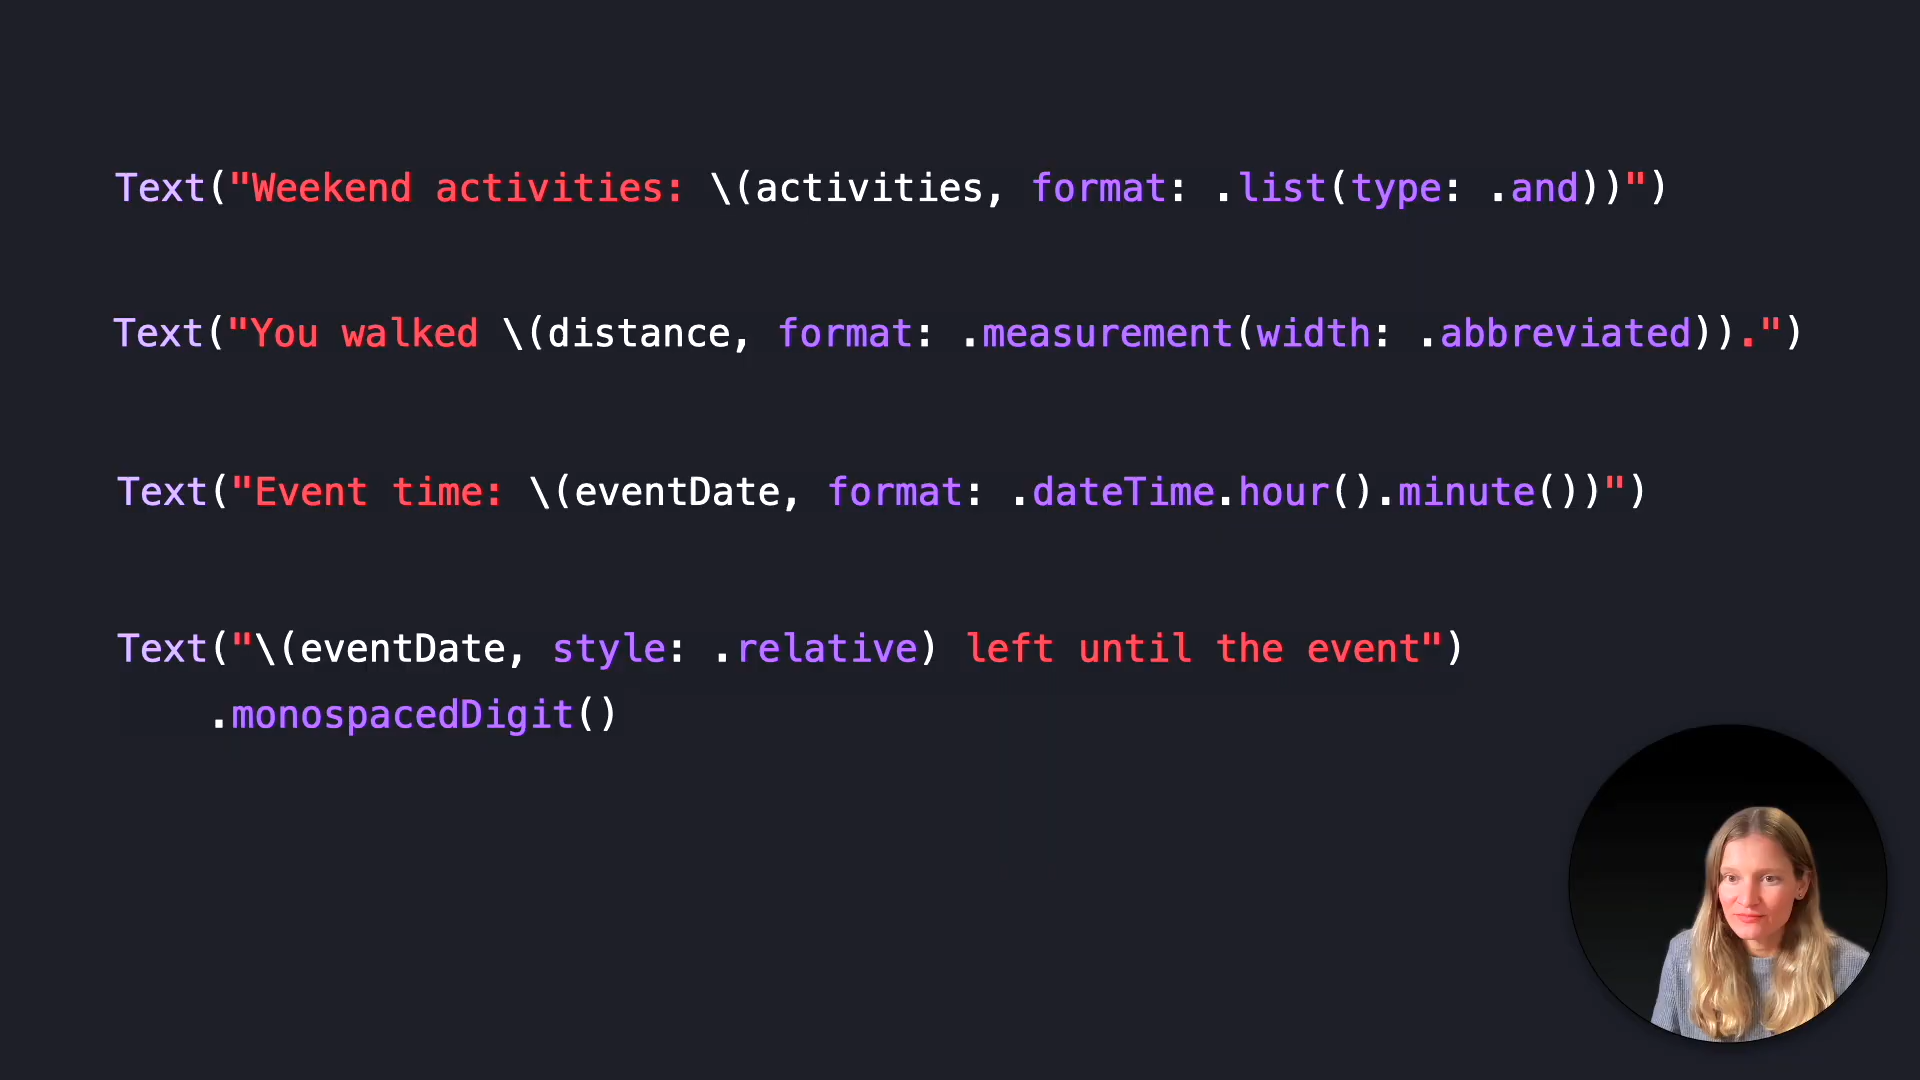 Text("Weekend activities: \(activities, format: .list(type: .and))")
Text("You walked \(distance, format: .measurement(width: .abbreviated)).")
Text("Event time: \(eventDate, format: .dateTime.hour().minute())")
Text("\(eventDate, style: .relative) left until the event")
.monospacedDigit()